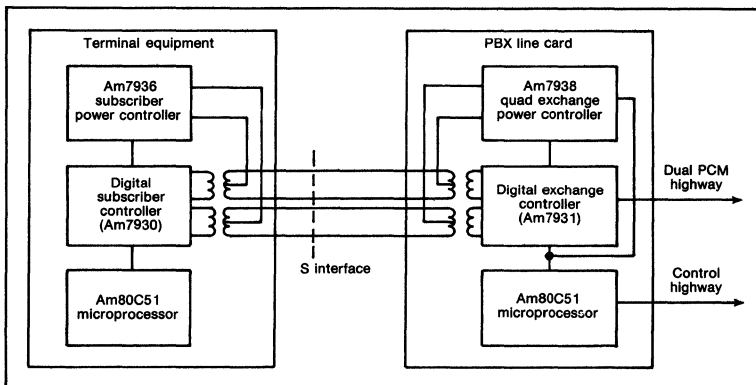 Terminal equipment
Am7936
subscriber
power controller
Digital
subscriber
controller
(Am7930)
Am80C51
microprocessor
S interface
PBX line card
Am7938
quad exchange
power controller
Digital exchange
controller
(Am7931)
Am80C51
microprocessor
Dual PCM
highway
Control
highway